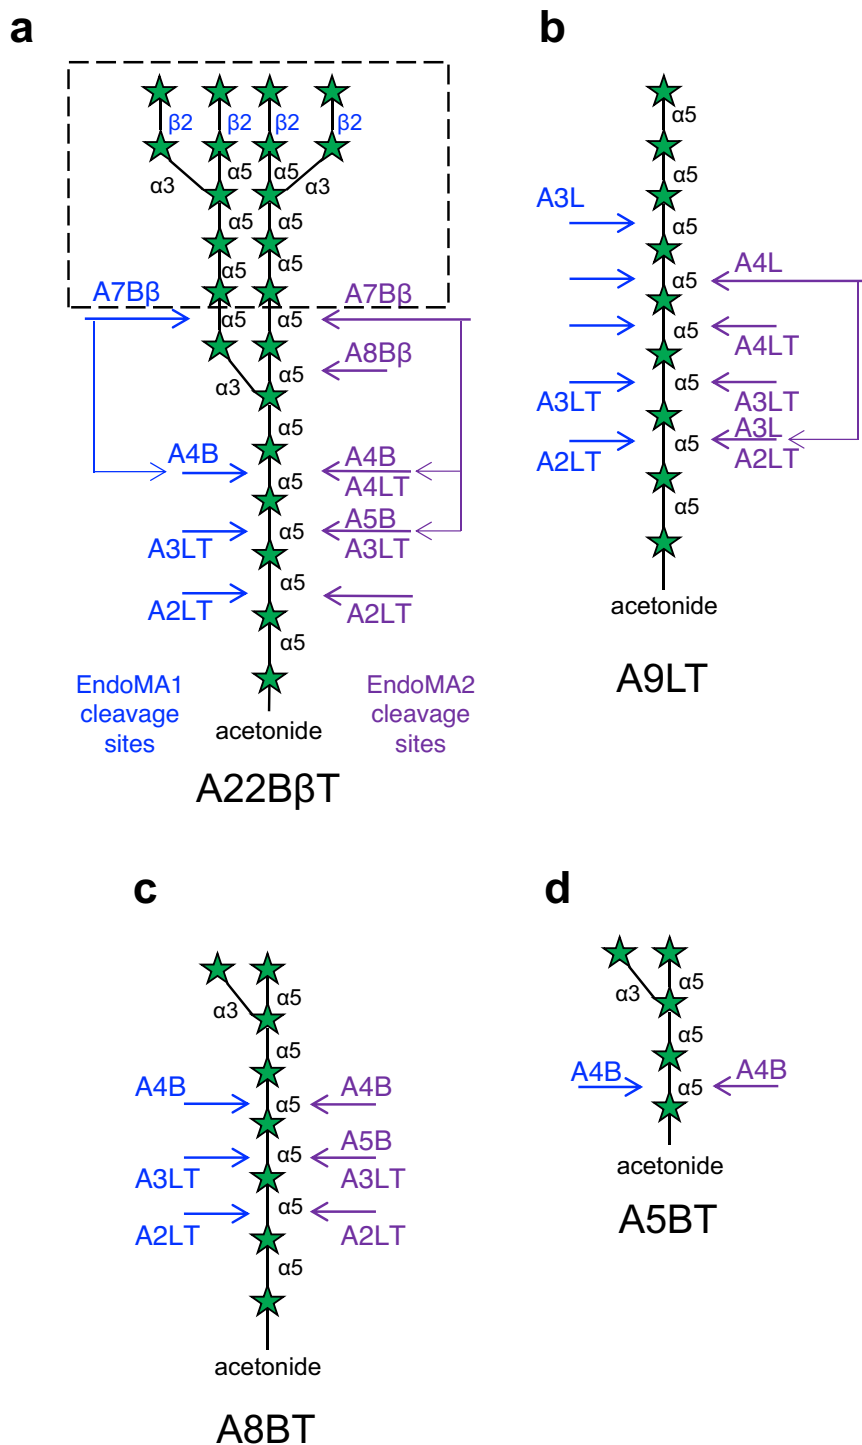 a
β2 β2 β2 β2
α3 α5 α5 α3
α5 α5
α5 α5
A7Bβ α5 α5 A7Bβ
α3 α5 A8Bβ
α5
A4B α5 A4B
A4LT
A3LT α5 A5B
A3LT
A2LT α5 A2LT
α5
EndoMA1
cleavage
sites
EndoMA2
cleavage
sites
acetonide
A22BβT
b
α5
α5
A3L α5
α5 A4L
α5 A4LT
A3LT α5 A3LT
A2LT α5 A3L
A2LT
α5
acetonide
A9LT
c
α3 α5
α5
A4B α5 A4B
A3LT α5 A5B
A3LT
A2LT α5 A2LT
α5
acetonide
A8BT
d
α3 α5
α5
A4B α5 A4B
acetonide
A5BT